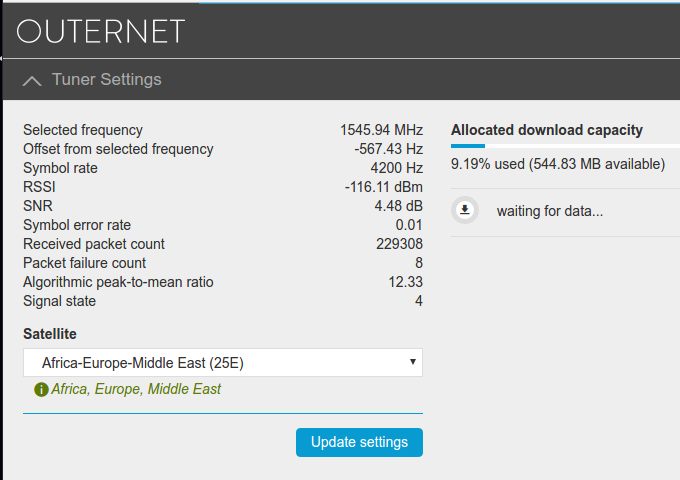 OUTERNET
Tuner Settings
Selected frequency 1545.94 MHz
Offset from selected frequency -567.43 Hz
Symbol rate 4200 Hz
RSSI -116.11 dBm
SNR 4.48 dB
Symbol error rate 0.01
Received packet count 229308
Packet failure count 8
Algorithmic peak-to-mean ratio 12.33
Signal state 4
Satellite
Africa-Europe-Middle East (25E)
Africa, Europe, Middle East
Update settings
Allocated download capacity
9.19% used (544.83 MB available)
waiting for data...